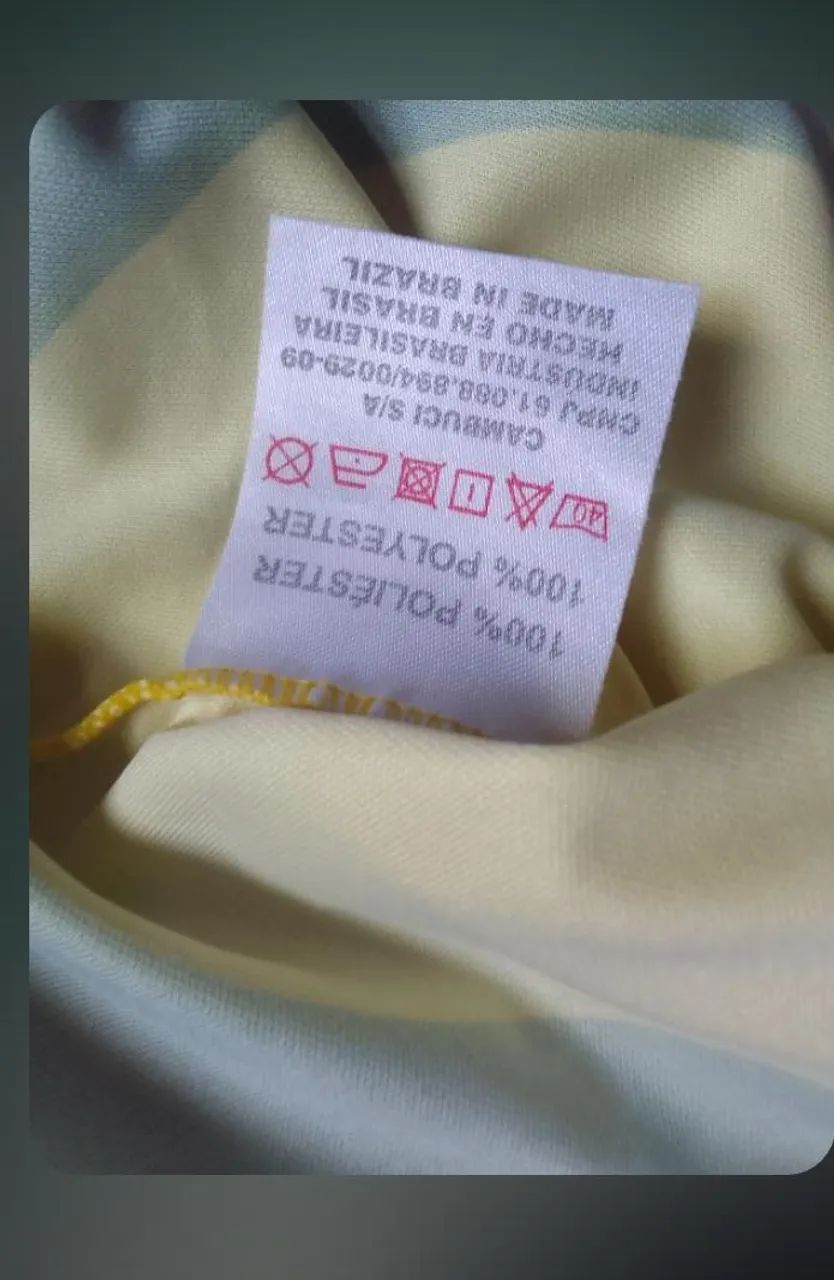 100% POLIÉSTER
100% POLYESTER
40
CAMBUCI S/A
CNPJ 61.088.894/0029-09
INDUSTRIA BRASILEIRA
HECHO EN BRASIL
MADE IN BRAZIL